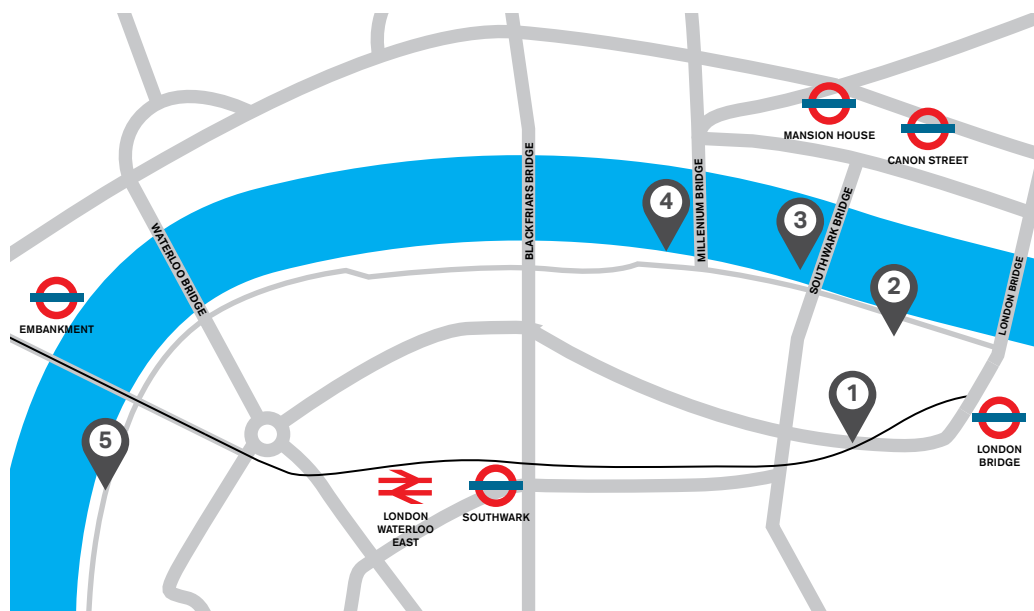 MANSION HOUSE
CANON STREET
BLACKFRIARS BRIDGE
MILLENIUM BRIDGE
4
3
SOUTHWARK BRIDGE
WATERLOO BRIDGE
2
LONDON BRIDGE
EMBANKMENT
1
5
LONDON
BRIDGE
LONDON
WATERLOO
EAST
SOUTHWARK